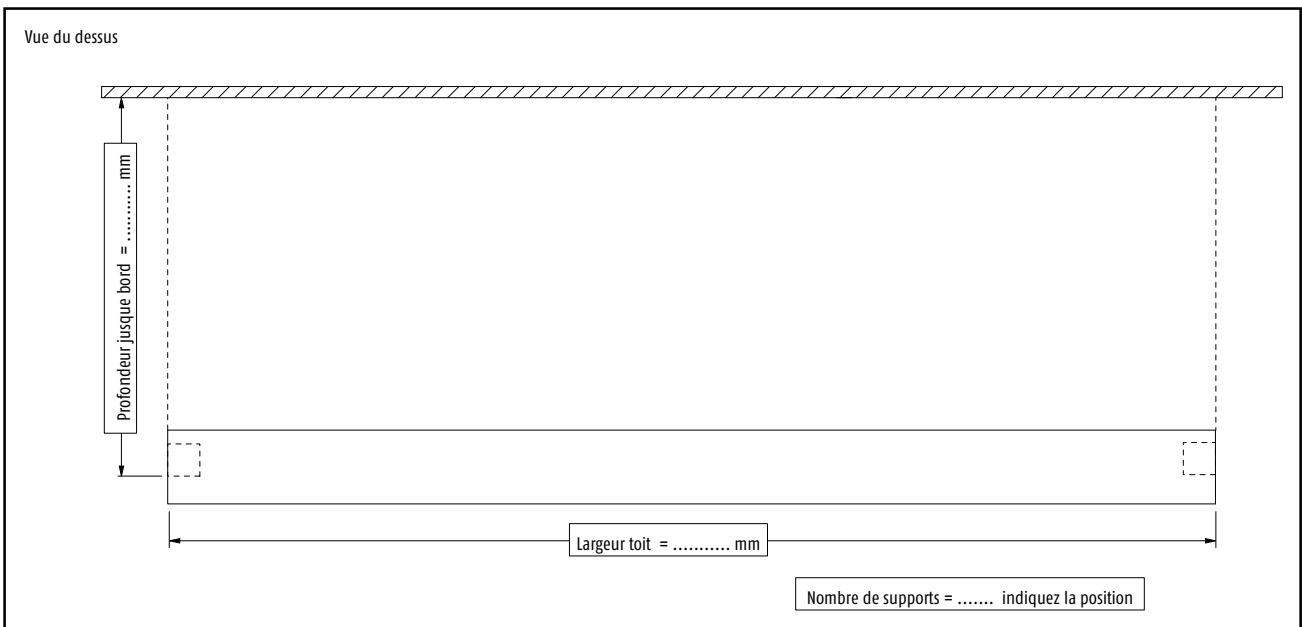 Vue du dessus
Profondeur jusque bord = ........... mm
Largeur toit = ........... mm
Nombre de supports = ....... indiquez la position